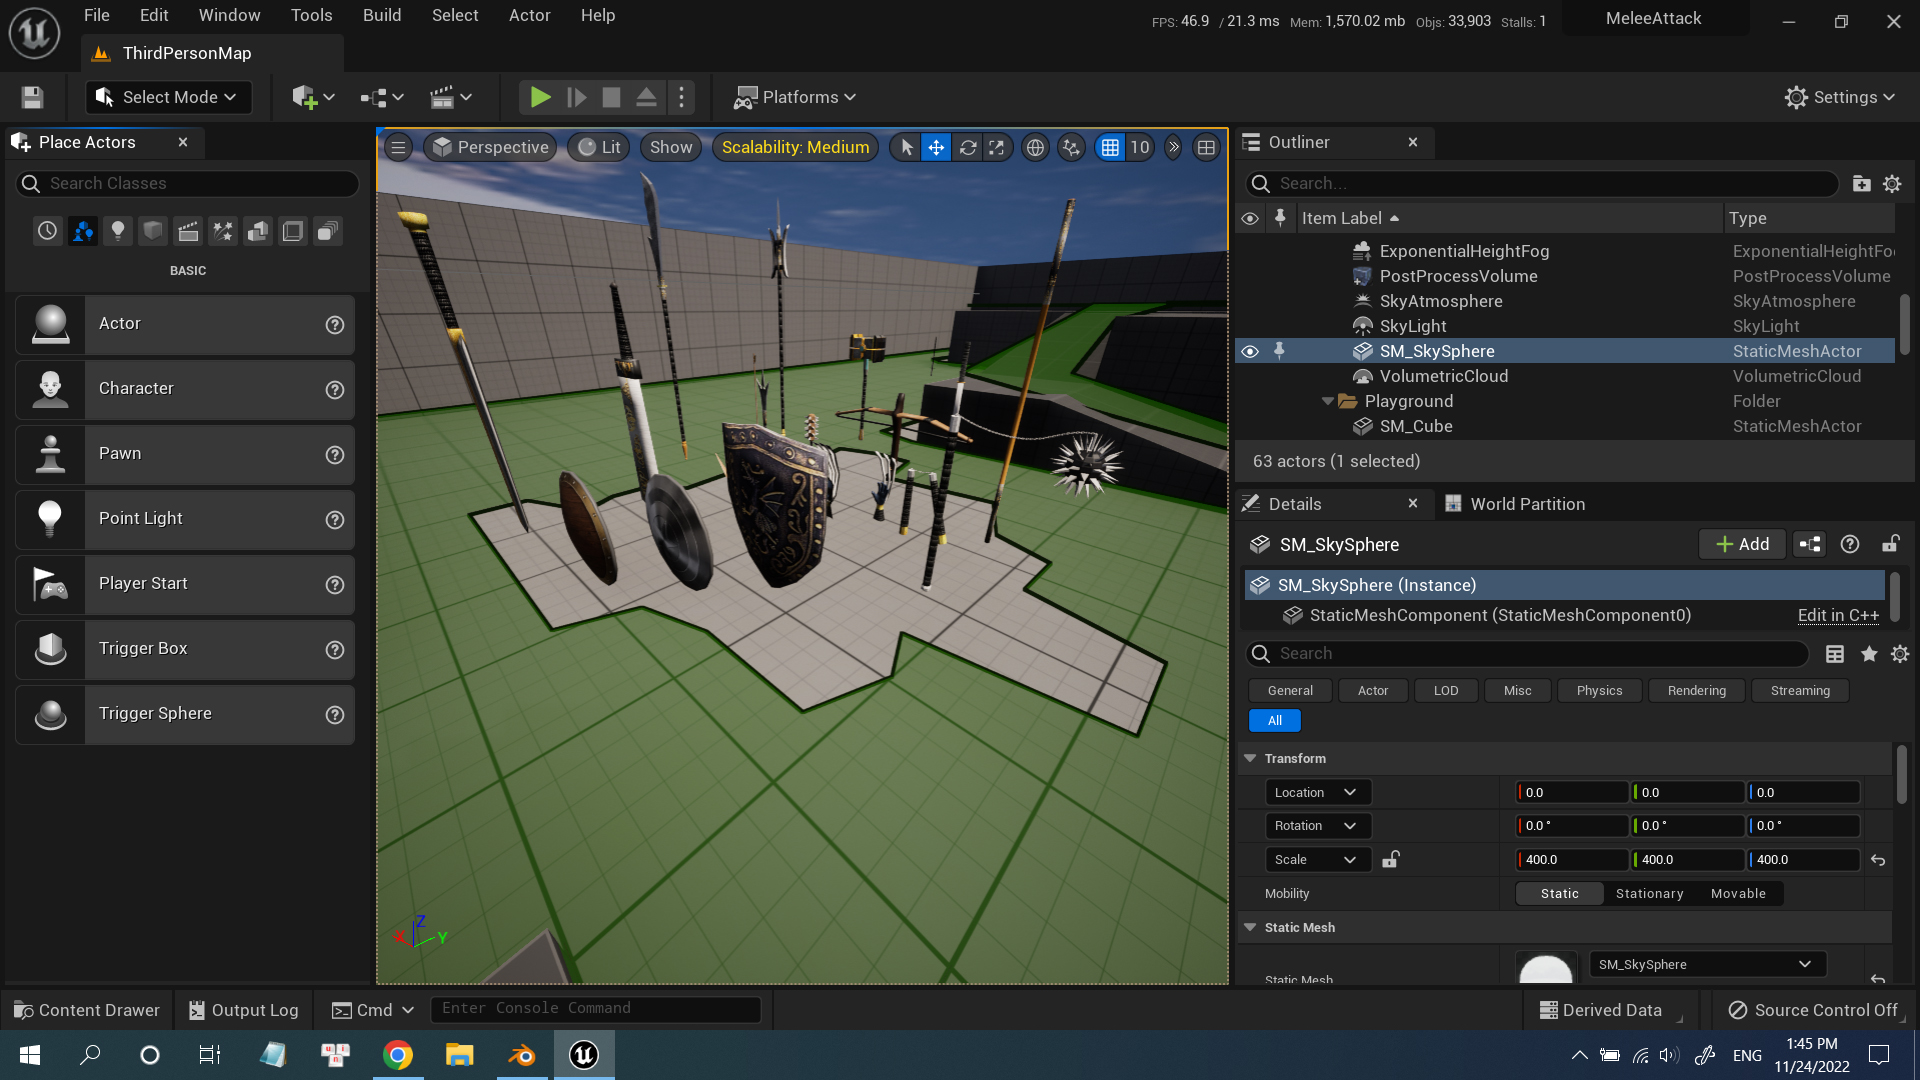 File Edit Window Tools Build Select Actor Help
FPS: 46.9 / 21.3 ms Mem: 1,570.02 mb Objs: 33,903 Stalls: 1
MeleeAttack
ThirdPersonMap
Select Mode
Platforms
Settings
Place Actors
Search Classes
BASIC
Actor
Character
Pawn
Point Light
Player Start
Trigger Box
Trigger Sphere
Perspective Lit Show Scalability: Medium 10
Z
X Y
Outliner
Search...
Item Label Type
ExponentialHeightFog ExponentialHeightFo
PostProcessVolume PostProcessVolume
SkyAtmosphere SkyAtmosphere
SkyLight SkyLight
SM_SkySphere StaticMeshActor
VolumetricCloud VolumetricCloud
Playground Folder
SM_Cube StaticMeshActor
63 actors (1 selected)
Details World Partition
SM_SkySphere Add
SM_SkySphere (Instance)
StaticMeshComponent (StaticMeshComponent0) Edit in C++
Search
General Actor LOD Misc Physics Rendering Streaming
All
Transform
Location 0.0 0.0 0.0
Rotation 0.0 ° 0.0 ° 0.0 °
Scale 400.0 400.0 400.0
Mobility Static Stationary Movable
Static Mesh
Static Mesh SM_SkySphere
Content Drawer Output Log Cmd Enter Console Command
Derived Data Source Control Off
ENG
1:45 PM
11/24/2022